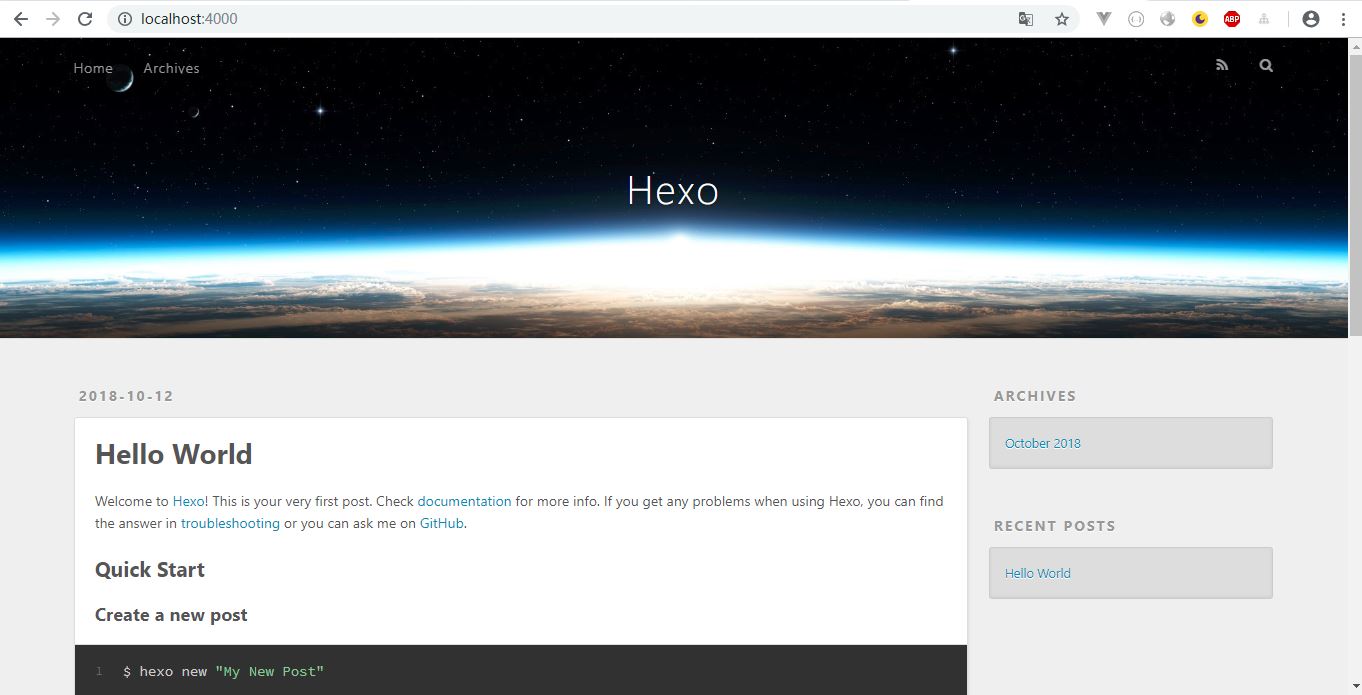 localhost:4000
ABP
Home Archives
Hexo
2018-10-12
Hello World
Welcome to Hexo! This is your very first post. Check documentation for more info. If you get any problems when using Hexo, you can find
the answer in troubleshooting or you can ask me on GitHub.
Quick Start
Create a new post
1 $ hexo new "My New Post"
ARCHIVES
October 2018
RECENT POSTS
Hello World